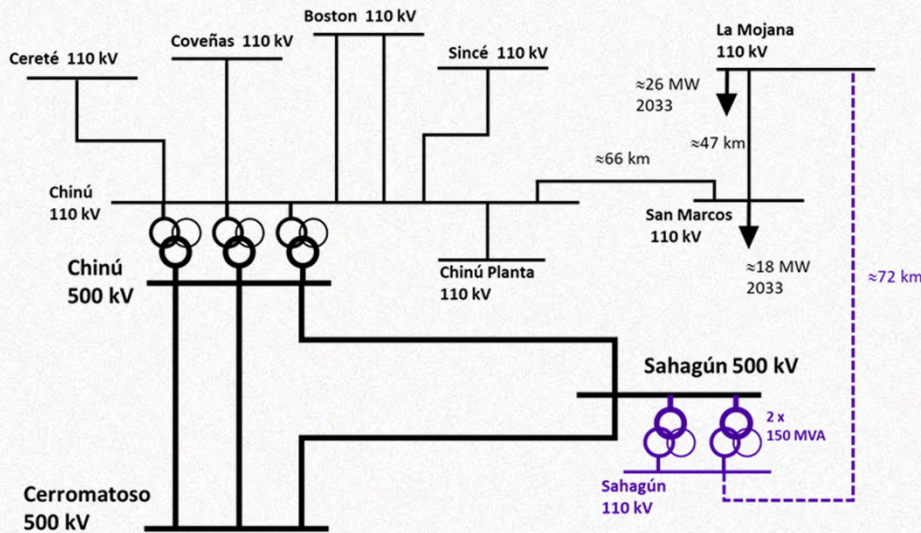 Boston 110 kV
Coveñas 110 kV
Cereté 110 kV
Sincé 110 kV
La Mojana
110 kV
≈26 MW
2033
≈47 km
≈66 km
Chinú
110 kV
San Marcos
110 kV
≈18 MW
2033
Chinú Planta
110 kV
Chinú
500 kV
≈72 km
Sahagún 500 kV
2 x
150 MVA
Sahagún
110 kV
Cerromatoso
500 kV